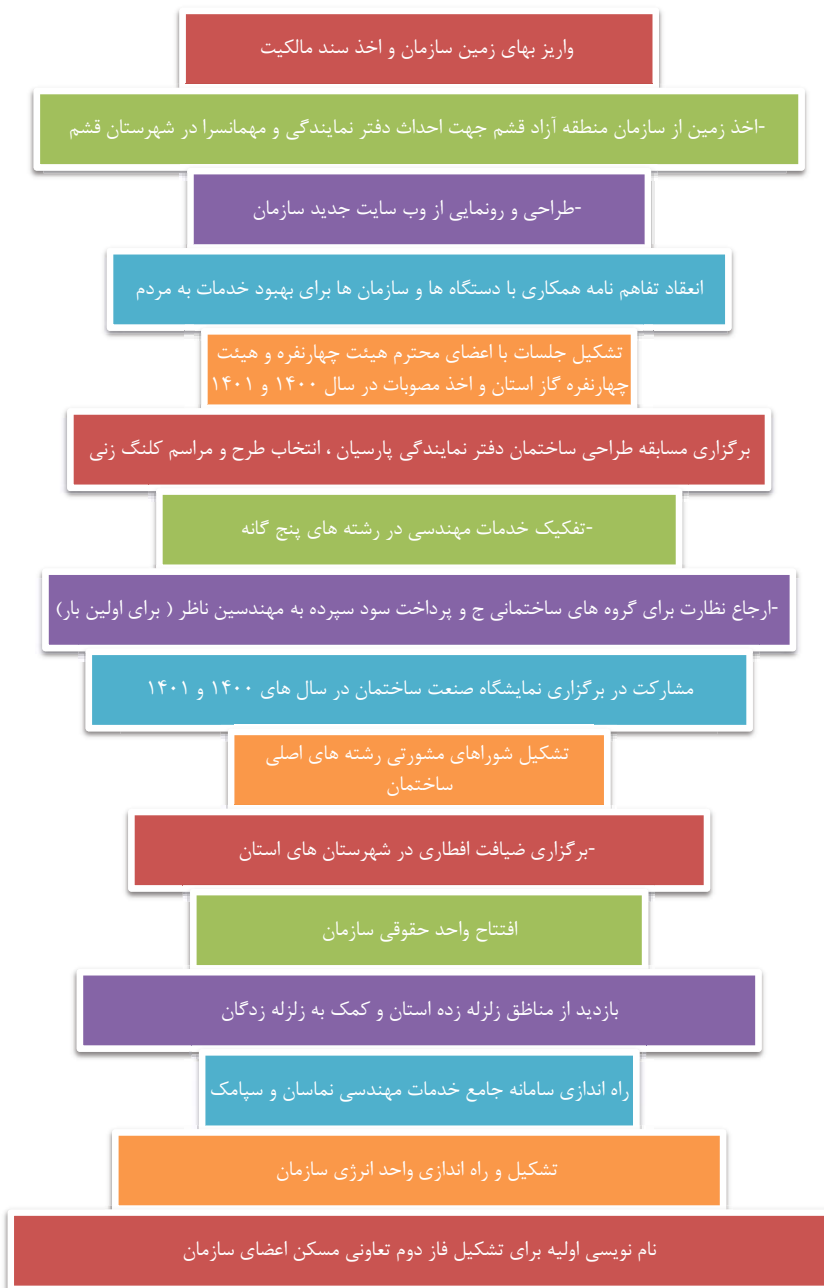 واریز بهای زمین سازمان و اخذ سند مالکیت
-اخذ زمین از سازمان منطقه آزاد قشم جهت احداث دفتر نمایندگی و مهمانسرا در شهرستان قشم
-طراحی و رونمایی از وب سایت جدید سازمان
انعقاد تفاهم نامه همکاری با دستگاه ها و سازمان ها برای بهبود خدمات به مردم
تشکیل جلسات با اعضای محترم هیئت چهارنفره و هیئت
چهارنفره گاز استان و اخذ مصوبات در سال ۱۴۰۰ و ۱۴۰۱
برگزاری مسابقه طراحی ساختمان دفتر نمایندگی پارسیان ، انتخاب طرح و مراسم کلنگ زنی
-تفکیک خدمات مهندسی در رشته های پنج گانه
-ارجاع نظارت برای گروه های ساختمانی ج و پرداخت سود سپرده به مهندسین ناظر ( برای اولین بار)
مشارکت در برگزاری نمایشگاه صنعت ساختمان در سال های ۱۴۰۰ و ۱۴۰۱
تشکیل شوراهای مشورتی رشته های اصلی
ساختمان
-برگزاری ضیافت افطاری در شهرستان های استان
افتتاح واحد حقوقی سازمان
بازدید از مناظق زلزله زده استان و کمک به زلزله زدگان
راه اندازی سامانه جامع خدمات مهندسی نماسان و سپامک
تشکیل و راه اندازی واحد انرژی سازمان
نام نویسی اولیه برای تشکیل فاز دوم تعاونی مسکن اعضای سازمان